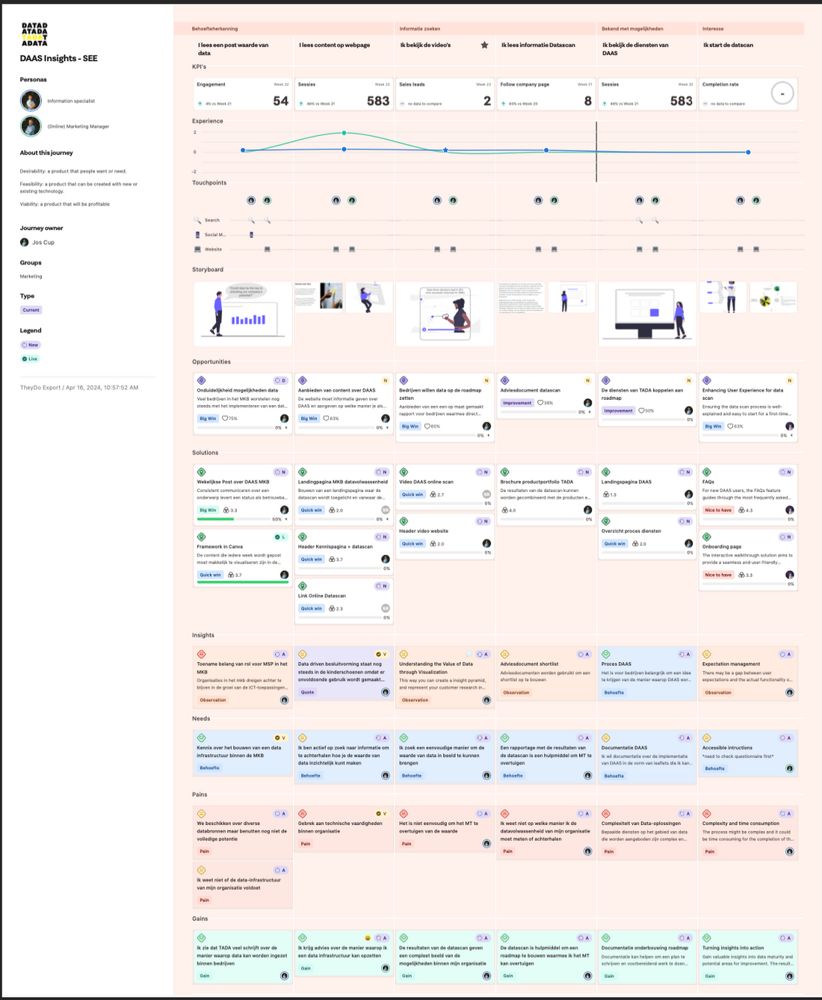 DATAD
ATADA
TADAT
ADATA
DAAS Insights - SEE
Personas
Information specialist
(Online) Marketing Manager
About this journey
Desirability: a product that people want or need.
Feasibility: a product that can be created with new or
existing technology.
Viability: a product that will be profitable
Journey owner
Jos Cup
Groups
Marketing
Type
Current
Legend
New
Live
TheyDo Export / Apr 16, 2024, 10:57:52 AM
Behoefteherkenning
Informatie zoeken
Bekend met mogelijkheden
Interesse
I lees een post waarde van
data
I lees content op webpage
Ik bekijk de video's
Ik lees informatie Datascan
Ik bekijk de diensten van
DAAS
Ik start de datscan
KPI's
Engagement Week 22
4% vs Week 21 54
Sessies Week 22
46% vs Week 21 583
Sales leads Week 22
no data to compare 2
Follow company page Week 22
60% vs Week 20 8
Sessies Week 22
46% vs Week 21 583
Completion rate
no data to compare -
Experience
2
0
-2
Touchpoints
Search
Social M...
Website
Storyboard
Opportunities
D
Onduidelijkheid mogelijkheden data
Veel bedrijven in het MKB worstelen nog
steeds met het implementeren van een dat...
Big Win 75%
0%
N
Aanbieden van content over DAAS
De website moet informatie geven over
DAAS en aangeven op welke manier je als...
Big Win 63%
0%
N
Bedrijven willen data op de roadmap
zetten
Aanbieden van een een op maat gemaakt
rapport voor bedrijven waarmee direct...
Big Win 65%
0%
N
Adviesdocument datascan
Improvement 38%
0%
N
De diensten van TADA koppelen aan
roadmap
Improvement 50%
0%
N
Enhancing User Experience for data
scan
Ensuring the data scan process is well-
explained and easy to start for a first-time...
Big Win 63%
0%
Solutions
N
Wekelijkse Post over DAAS MKB
Consistent communiceren over een
onderwerp levert een status als betrouwba...
Big Win 3.3
50%
L
Framework in Canva
De content die iedere week wordt gepost
moet makkelijk te visualiseren zijn in de...
Quick win 3.7
N
Landingpagina MKB datavolwassenheid
Bouwen van een landingspagina waar de
datascan wordt toegelicht en vanwaar de...
Quick win 2.0 SR
0%
N
Header Kennispagina + datascan
Quick win 3.7
0%
N
Link Online Datascan
Quick win 2.3 SR
0%
N
Video DAAS online scan
Quick win 2.7 SR
0%
N
Header video website
Quick win 2.0
0%
N
Brochure productportfolio TADA
De resultaten van de datascan kunnen
worden gecombineerd met de producten e...
4.0
0%
N
Landingspagina DAAS
1.3
0%
N
Overzicht proces diensten
Quick win 2.0
0%
N
FAQs
For new DAAS users, the FAQs feature
guides through the most frequently asked...
Nice to have 4.3
0%
N
Onboarding page
The interactive walkthrough solution aims to
provide a seamless and user-friendly...
Nice to have 3.3
0%
Insights
A
Toename belang van rol voor MSP in het
MKB
Organisaties in het mkb dreigen achter te
blijven in de groei van de ICT-toepassingen...
Observation
V
Data driven besluitvorming staat nog
steeds in de kinderschoenen omdat er
onvoldoende gebruik wordt gemaakt...
Quote
A
Understanding the Value of Data
through Visualization
This way you can create a insight pyramid,
and represent your customer research in...
Observation
A
Adviesdocument shortlist
Adviesdocumenten worden gebruikt om een
shortlist op te bouwen
Observation
A
Proces DAAS
Het is voor bedrijven belangrijk om een idee
te krijgen van de manier waarop DAAS wor...
Behoefte
A
Expectation management
There may be a gap between user
expectations and the actual functionality o...
Observation
Needs
V
Kennis over het bouwen van een data
infrastructuur binnen de MKB
Behoefte
A
Ik ben actief op zoek naar informatie om
te achterhalen hoe je de waarde van
data inzichtelijk kunt maken
Behoefte
A
Ik zoek een eenvoudige manier om de
waarde van data in beeld te kunnen
brengen
Behoefte
A
Een rapportage met de resultaten van
de datascan is een hulpmiddel om MT te
overtuigen
Behoefte
A
Documentatie DAAS
Ik wil documentatie over de implementatie
van DAAS in de vorm van leaflets die ik kan...
Behoefte
A
Accessible intructions
*need to check questionnaire first*
Behoefte
Pains
A
We beschikken over diverse
databronnen maar benutten nog niet de
volledige potentie
Pain
A
Ik weet niet of de data-infrastructuur
van mijn organisatie voldoet
Pain
V
Gebrek aan technische vaardigheden
binnen organisatie
Pain
A
Het is niet eenvoudig om het MT te
overtuigen van de waarde
Pain
A
Ik weet niet op welke manier ik de
datavolwassenheid van mijn organisatie
moet meten of achterhalen
Pain
A
Complexiteit van Data-oplossingen
Bepaalde diensten op het gebied van data
die worden aangeboden zijn complex en...
Pain
A
Complexity and time consumption
The process might be complex and it could
be time consuming for the completion of th...
Pain
Gains
A
Ik zie dat TADA veel schrijft over de
manier waarop data kan worden ingezet
binnen bedrijven
Gain
A
Ik krijg advies over de manier waarop ik
een data infrastructuur kan opzetten
Gain
A
De resultaten van de datascan geven
een compleet beeld van de
mogelijkheden binnen mijn organisatie
Gain
A
De datascan is hulpmiddel om een
roadmap te bouwen waarmee ik het MT
kan overtuigen
Gain
A
Documentatie onderbouwing roadmap
Documentatie kan helpen om een plan te
schrijven en voorbereidend werk te doen...
Gain
A
Turning insights into action
Gain valuable insights into data maturity and
potential areas for improvement. The result...
Gain